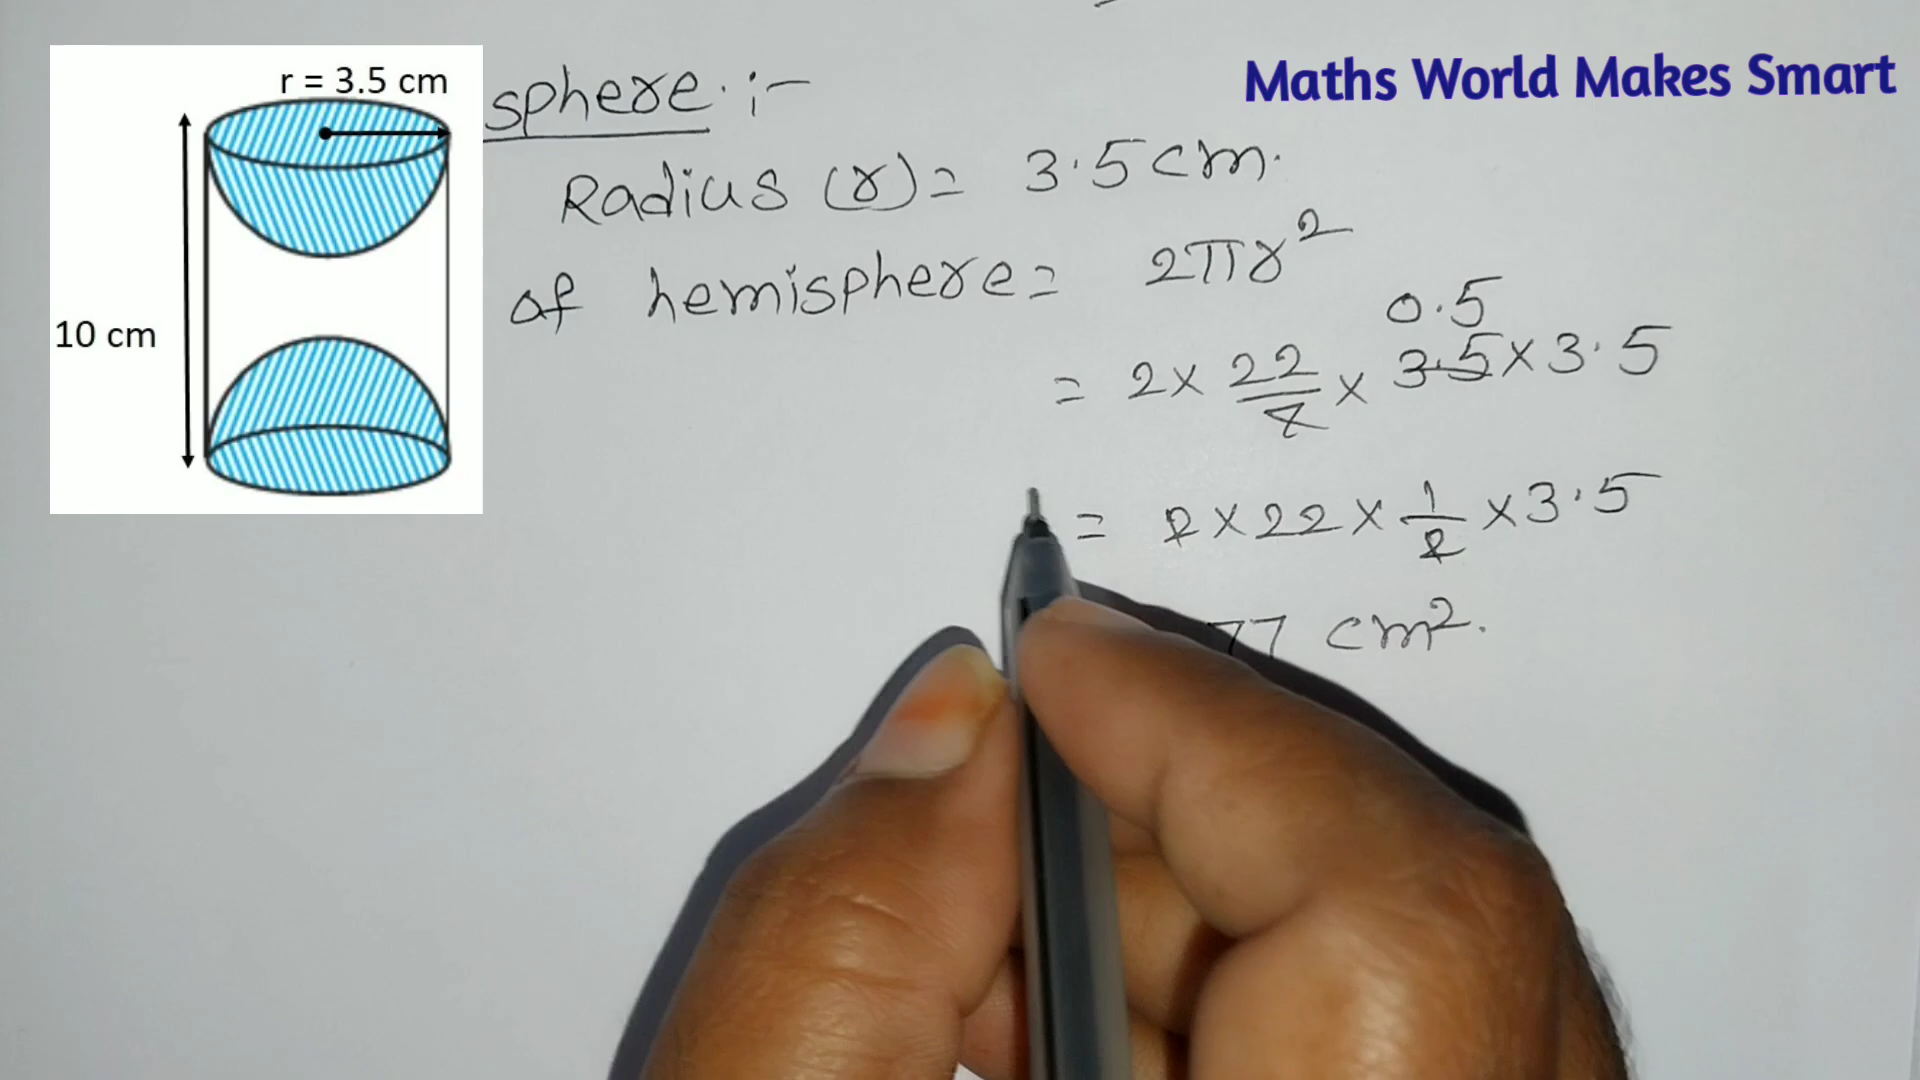 Maths World Makes Smart
r = 3.5 cm
10 cm
sphere :-
Radius (r) = 3.5 cm.
of hemisphere = 2πr²
0.5
= 2 × 22/7 × 3.5 × 3.5
= 2 × 22 × 1/2 × 3.5
77 cm².